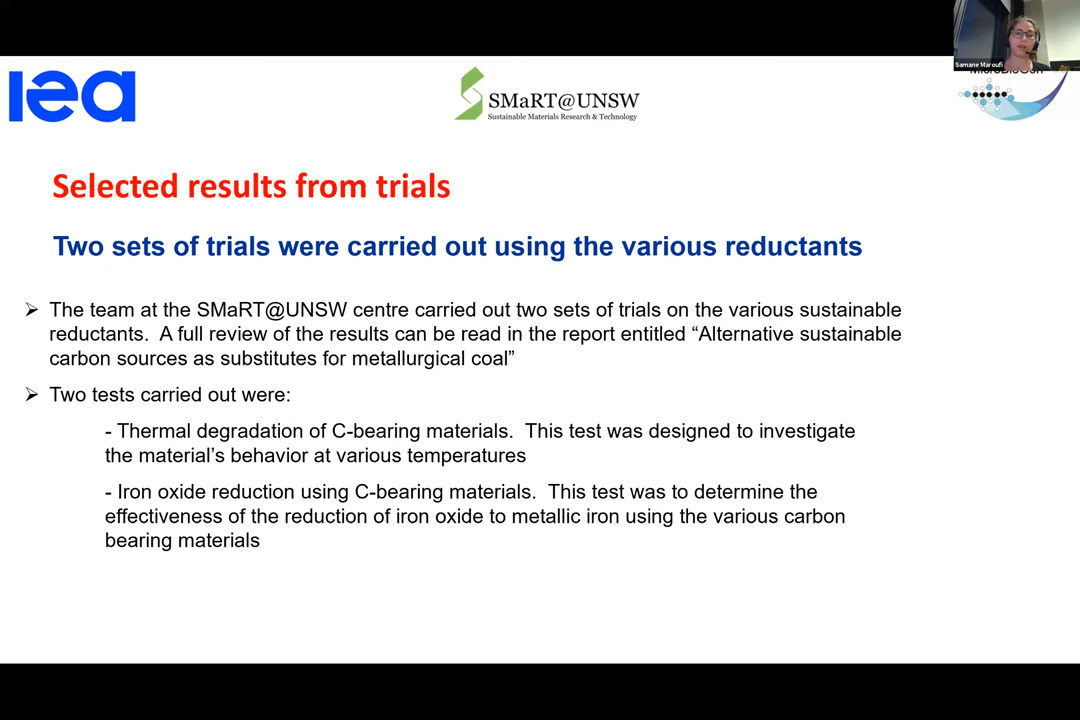 Samane Maroufi
iea
SMaRT@UNSW
Sustainable Materials Research & Technology
Selected results from trials
Two sets of trials were carried out using the various reductants
➢ The team at the SMaRT@UNSW centre carried out two sets of trials on the various sustainable
reductants.  A full review of the results can be read in the report entitled “Alternative sustainable
carbon sources as substitutes for metallurgical coal”
➢ Two tests carried out were:
- Thermal degradation of C-bearing materials.  This test was designed to investigate
the material’s behavior at various temperatures
- Iron oxide reduction using C-bearing materials.  This test was to determine the
effectiveness of the reduction of iron oxide to metallic iron using the various carbon
bearing materials